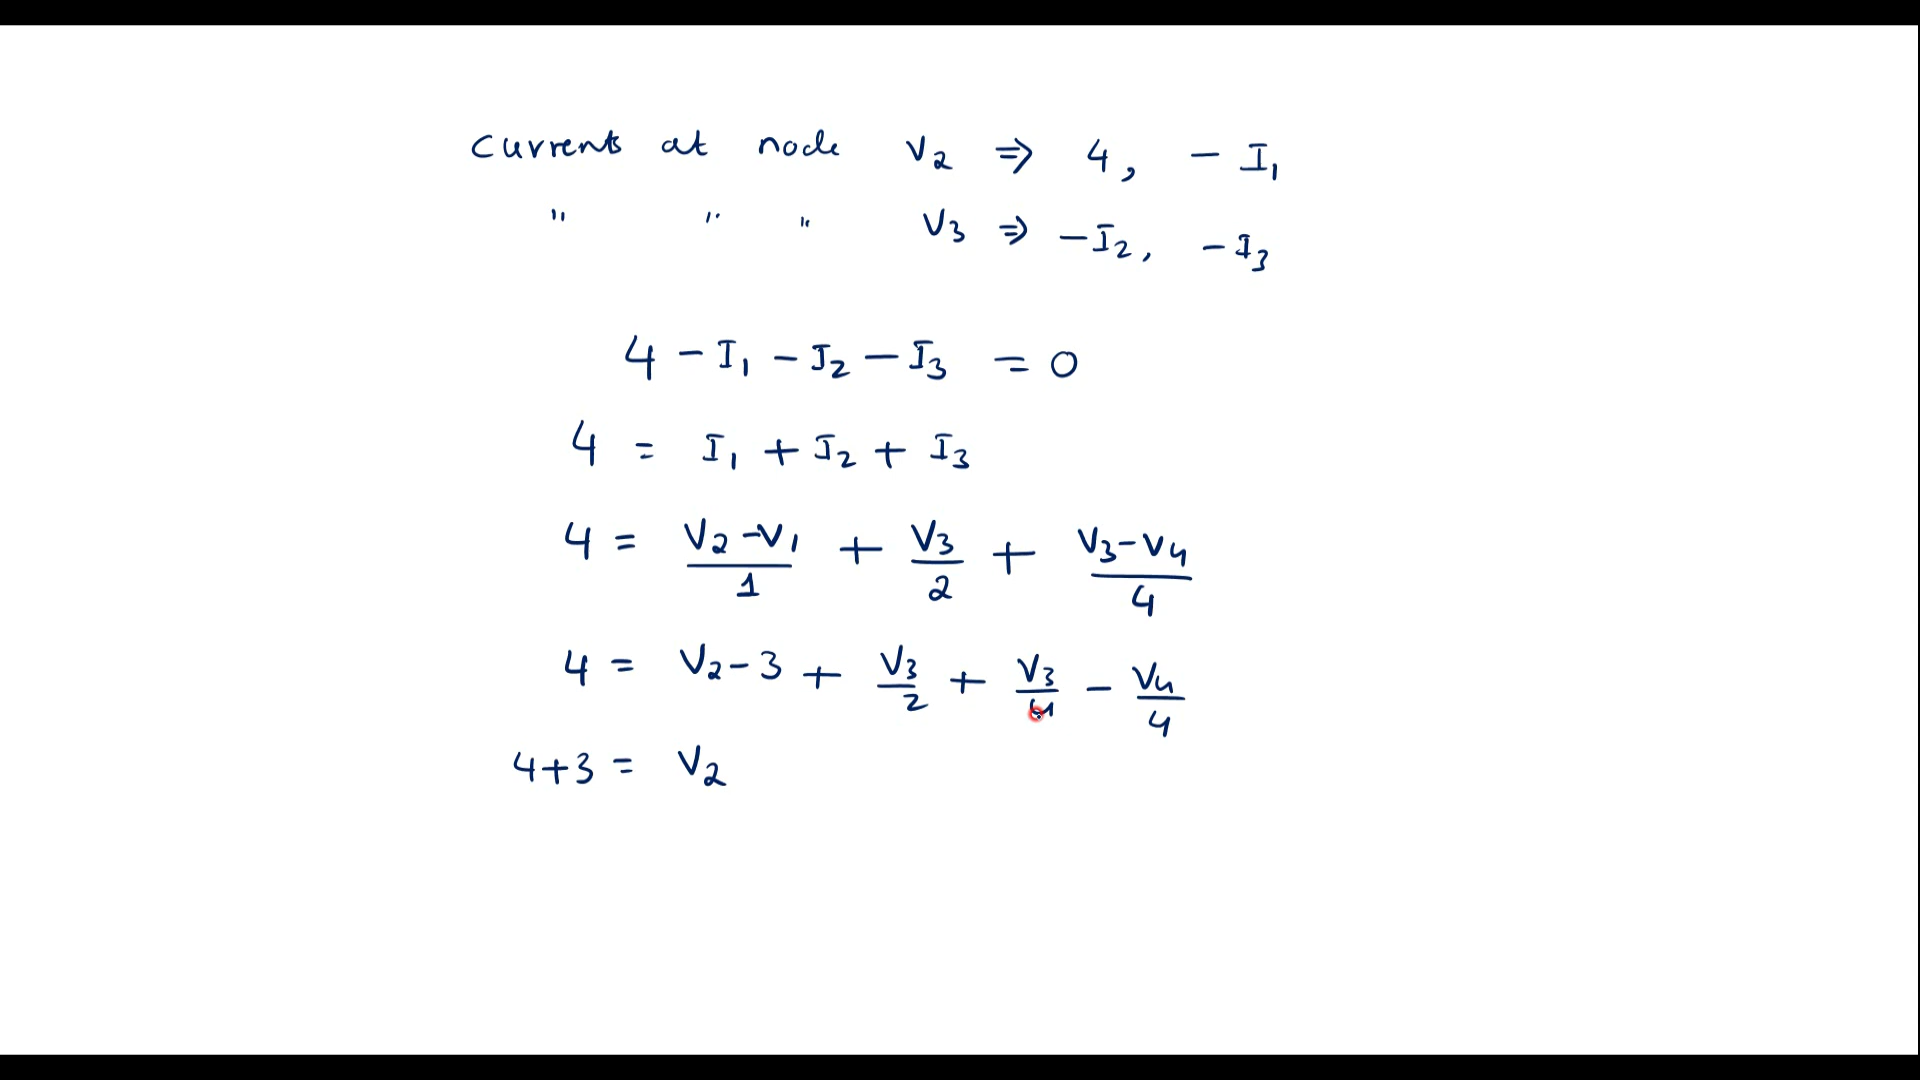 Currents at node V₂ ⇒ 4, - I₁
" " " V₃ ⇒ -I₂, - I₃
4 - I₁ - I₂ - I₃ = 0
4 = I₁ + I₂ + I₃
4 = (V₂-V₁)/1 + V₃/2 + (V₃-V₄)/4
4 = V₂-3 + V₃/2 + V₃/4 - V₄/4
4+3 = V₂